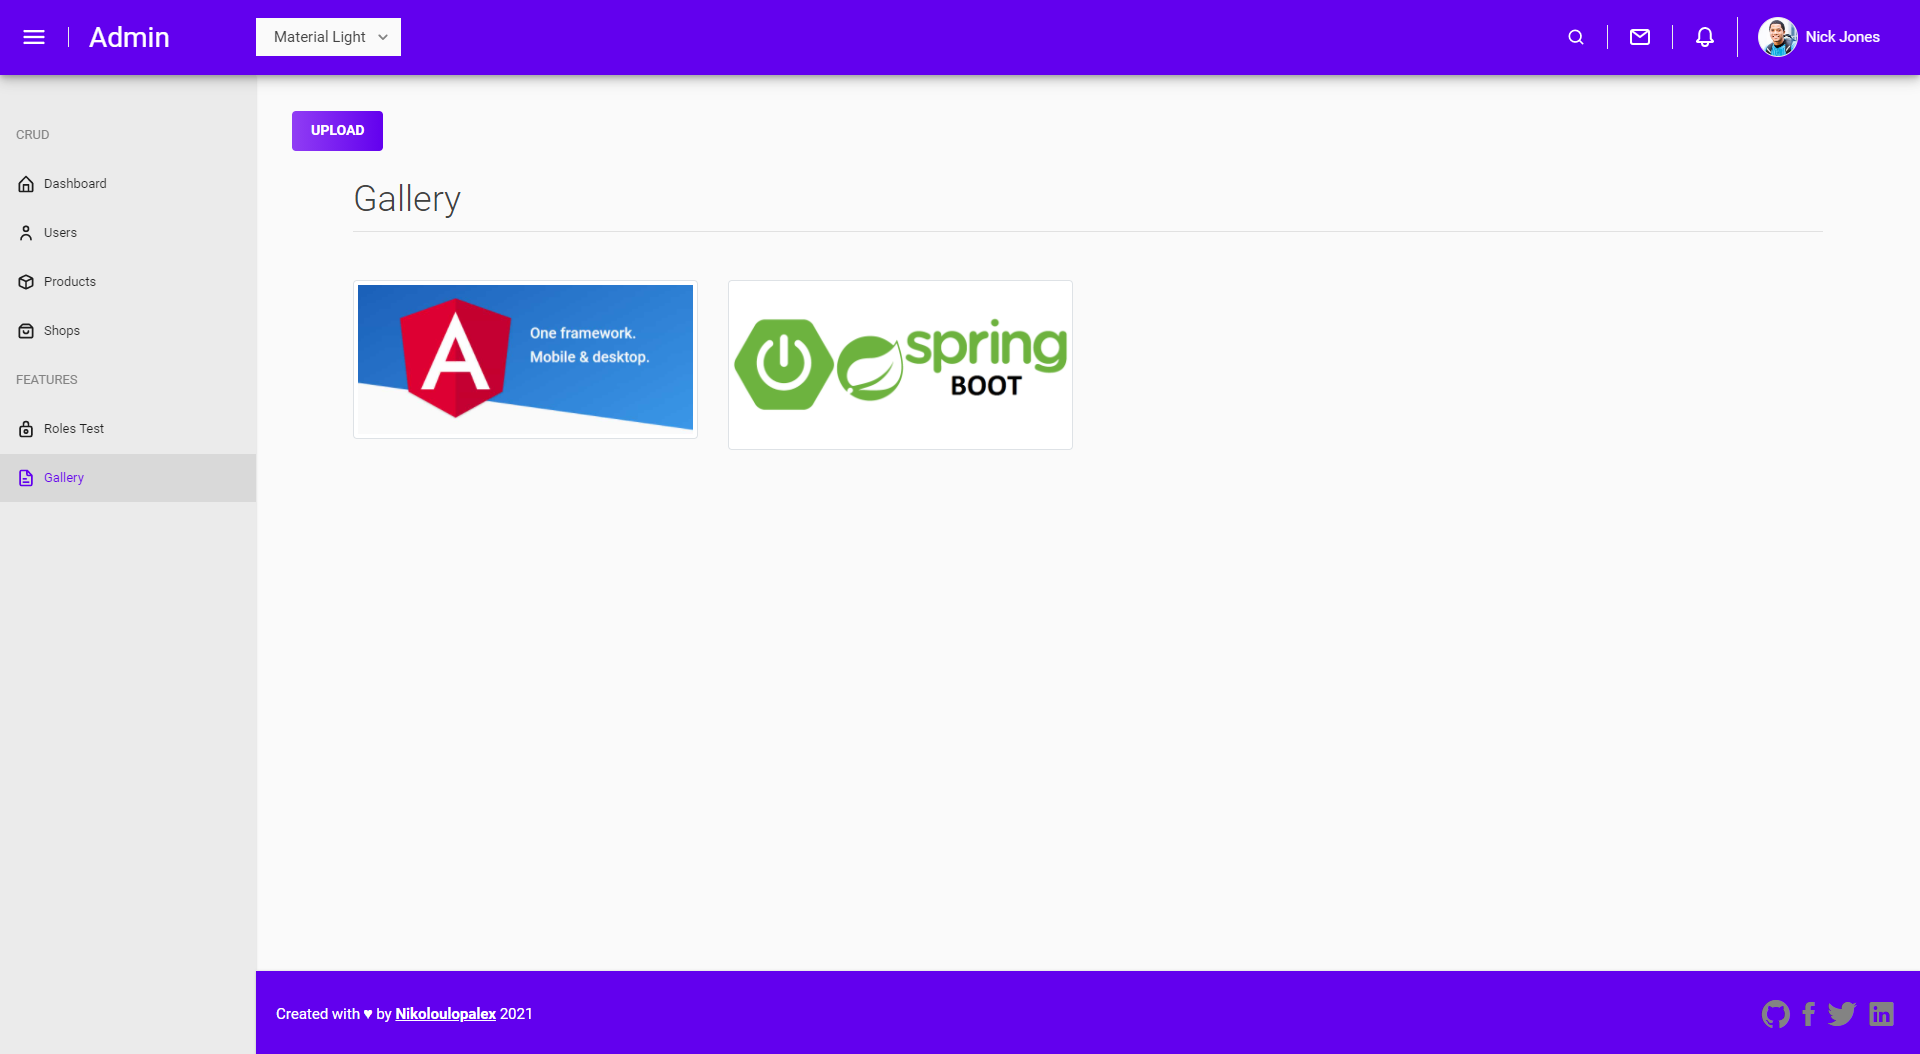 Admin
Material Light
Nick Jones
CRUD
Dashboard
Users
Products
Shops
FEATURES
Roles Test
Gallery
UPLOAD
Gallery
One framework.
Mobile & desktop.
spring
BOOT
Created with ♥ by Nikoloulopalex 2021